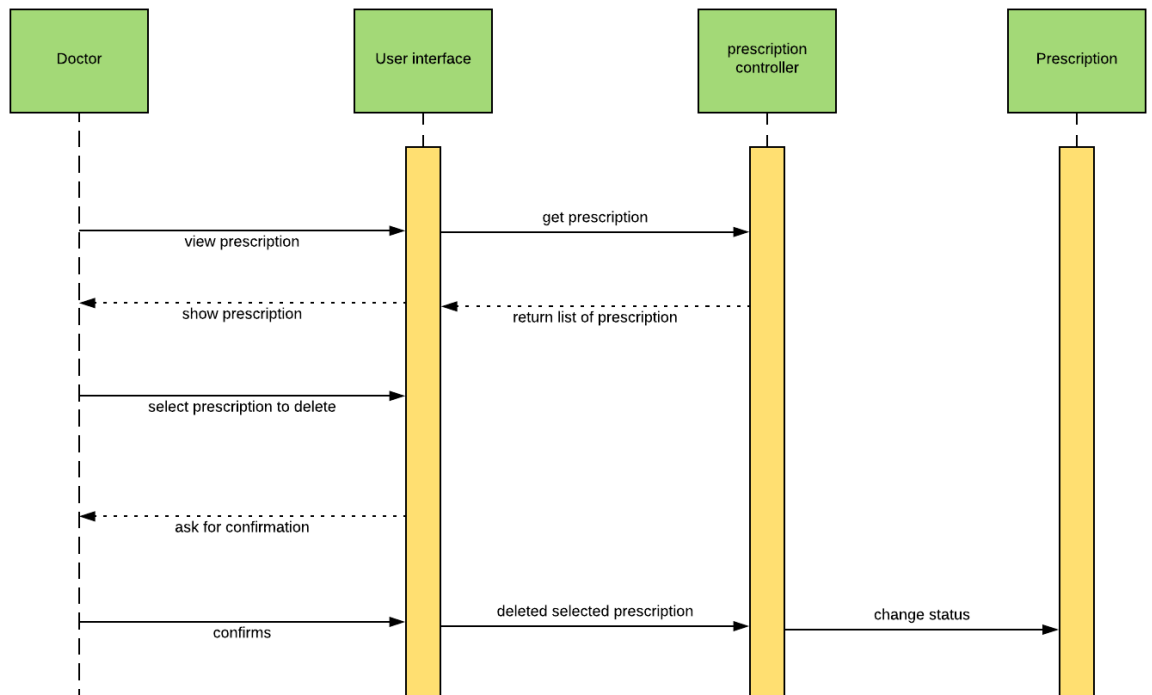 Doctor
User interface
prescription
controller
Prescription
get prescription
view prescription
show prescription
return list of prescription
select prescription to delete
ask for confirmation
deleted selected prescription
change status
confirms